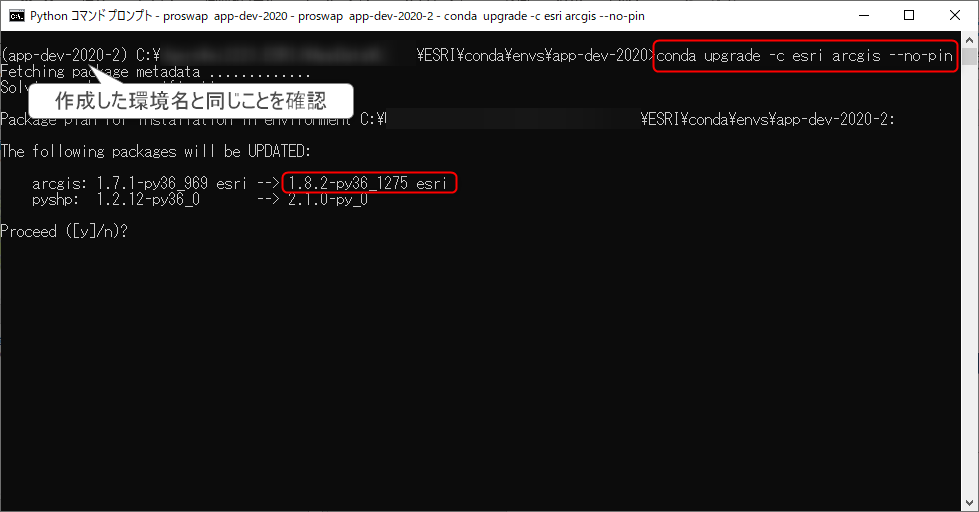 Python コマンドプロンプト - proswap app-dev-2020 - proswap app-dev-2020-2 - conda upgrade -c esri arcgis --no-pin
(app-dev-2020-2) C:¥ ¥ESRI¥conda¥envs¥app-dev-2020>conda upgrade -c esri arcgis --no-pin
Fetching package metadata .............
作成した環境名と同じことを確認
Package plan for installation in environment C:¥ ¥ESRI¥conda¥envs¥app-dev-2020-2:
The following packages will be UPDATED:
arcgis: 1.7.1-py36_969 esri --> 1.8.2-py36_1275 esri
pyshp: 1.2.12-py36_0 --> 2.1.0-py_0
Proceed ([y]/n)?